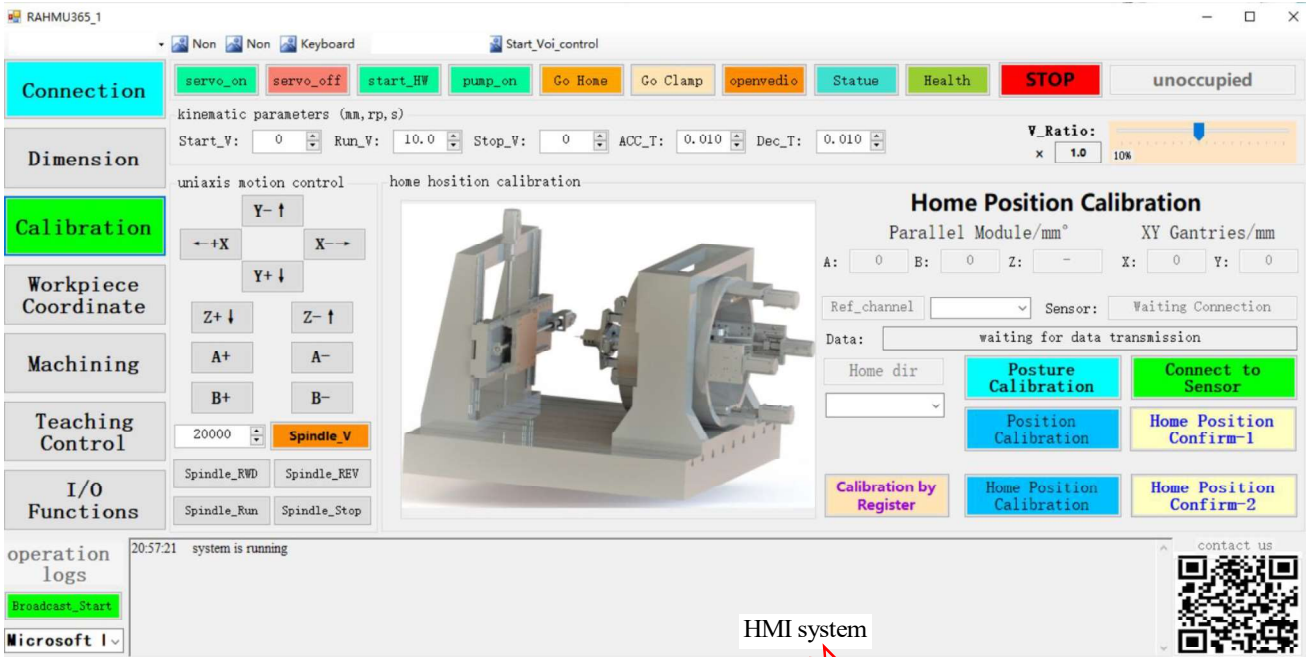 RAHMU365_1
Non Non Keyboard Start_Voi_control
Connection
servo_on servo_off start_HW pump_on Go Home Go Clamp openvedio Statue Health STOP unoccupied
kinematic parameters (mm,rp,s)
Start_V: 0 Run_V: 10.0 Stop_V: 0 ACC_T: 0.010 Dec_T: 0.010
V_Ratio:
× 1.0 10%
Dimension
uniaxis motion control
home hosition calibration
Y-↑
←+X X-→
Y+↓
Z+↓ Z-↑
A+ A-
B+ B-
20000 Spindle_V
Spindle_RWD Spindle_REV
Spindle_Run Spindle_Stop
Calibration
Workpiece
Coordinate
Machining
Teaching
Control
I/O
Functions
Home Position Calibration
Parallel Module/mm° XY Gantries/mm
A: 0 B: 0 Z: - X: 0 Y: 0
Ref_channel Sensor: Waiting Connection
Data: waiting for data transmission
Home dir
Posture
Calibration
Connect to
Sensor
Position
Calibration
Home Position
Confirm-1
Calibration by
Register
Home Position
Calibration
Home Position
Confirm-2
operation
logs
20:57:21 system is running
Broadcast_Start
Microsoft
contact us
HMI system